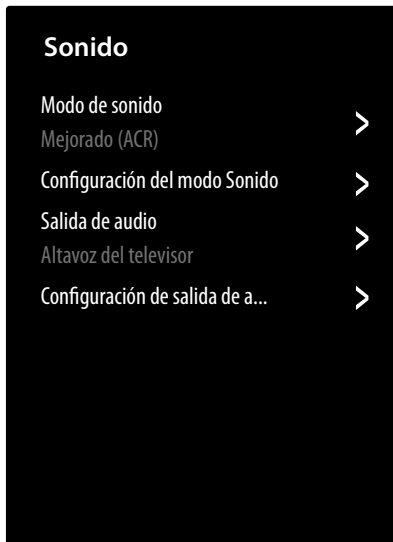 Sonido
Modo de sonido
Mejorado (ACR)
Configuración del modo Sonido
Salida de audio
Altavoz del televisor
Configuración de salida de a...